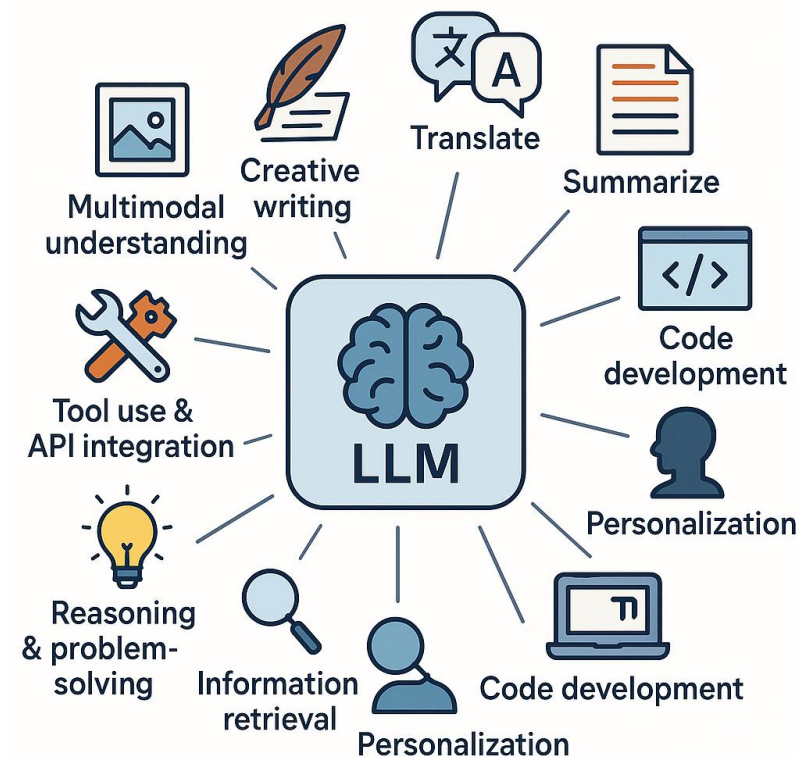 文
A
Translate
Creative
writing
Summarize
Multimodal
understanding
</>
Code
development
Tool use &
API integration
LLM
Personalization
Reasoning
& problem-
solving
Information
retrieval
Code development
Personalization